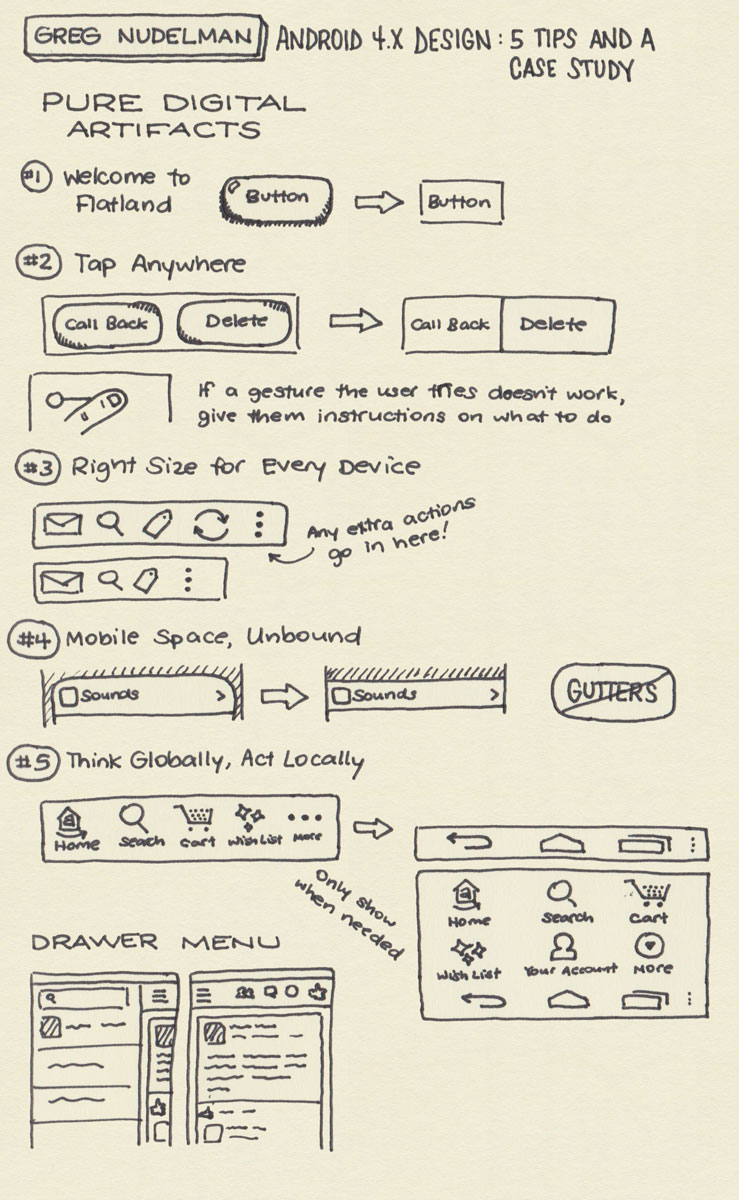 GREG NUDELMAN ANDROID 4.X DESIGN: 5 TIPS AND A
CASE STUDY
PURE DIGITAL
ARTIFACTS
#1 Welcome to
Flatland
Button
Button
#2 Tap Anywhere
Call Back Delete
Call Back Delete
If a gesture the user tries doesn't work,
give them instructions on what to do
#3 Right Size for Every Device
Any extra actions
go in here!
#4 Mobile Space, Unbound
Sounds >
Sounds >
GUTTERS
#5 Think Globally, Act Locally
Home Search Cart Wish List More
Only show
when needed
Home Search Cart
Wish List Your Account More
DRAWER MENU